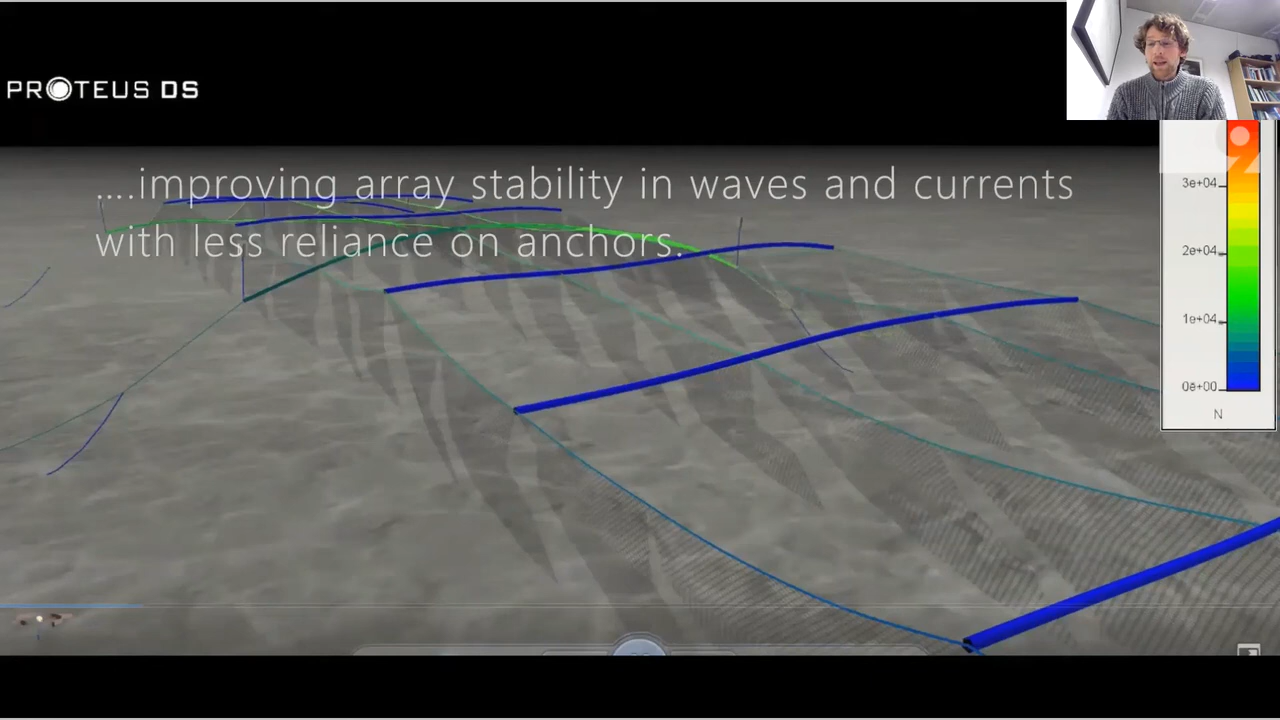 PROTEUS DS
....improving array stability in waves and currents
with less reliance on anchors.
3e+04
2e+04
1e+04
0e+00
N